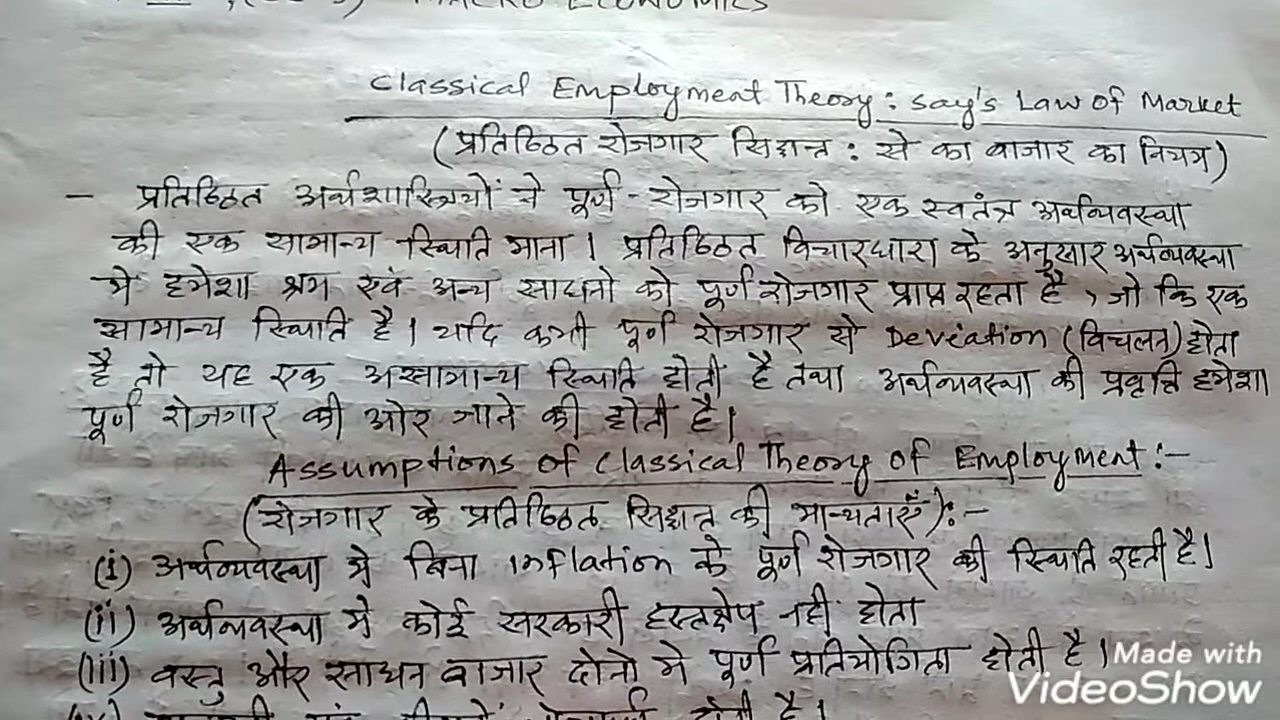 MACRO ECONOMICS
Classical Employment Theory: Say's Law of Market
(प्रतिष्ठित रोजगार सिद्धान्त : से का बाजार का नियम)
- प्रतिष्ठित अर्थशास्त्रियों ने पूर्ण-रोजगार को एक स्वतंत्र अर्थव्यवस्था
की एक सामान्य स्थिति माना। प्रतिष्ठित विचारधारा के अनुसार अर्थव्यवस्था
मे हमेशा श्रम एवं अन्य साधनो को पूर्ण रोजगार प्राप्त रहता है, जो कि एक
सामान्य स्थिति है। यदि कभी पूर्ण रोजगार से Deviation (विचलन) होता
है तो यह एक असामान्य स्थिति होती है तथा अर्थव्यवस्था की प्रवृत्ति हमेशा
पूर्ण रोजगार की ओर जाने की होती है।
Assumptions of Classical Theory of Employment:-
(रोजगार के प्रतिष्ठित सिद्धान्त की मान्यताएँ):-
(i) अर्थव्यवस्था मे बिना Inflation के पूर्ण रोजगार की स्थिति रहती है।
(ii) अर्थव्यवस्था मे कोई सरकारी हस्तक्षेप नही होता
(iii) वस्तु और साधन बाजार दोनो मे पूर्ण प्रतियोगिता होती है।
Made with
VideoShow